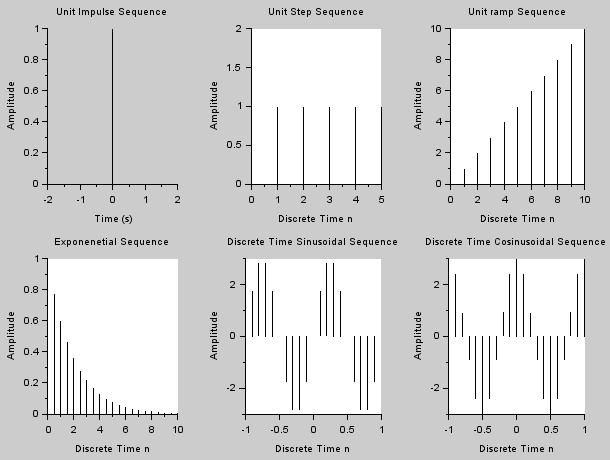 Unit Impulse Sequence
Amplitude
1
0.8
0.6
0.4
0.2
0
-2 -1 0 1 2
Time (s)
Unit Step Sequence
Amplitude
2
1.5
1
0.5
0
0 1 2 3 4 5
Discrete Time n
Unit ramp Sequence
Amplitude
10
8
6
4
2
0
0 2 4 6 8 10
Discrete Time n
Exponenetial Sequence
Amplitude
1
0.8
0.6
0.4
0.2
0
0 2 4 6 8 10
Discrete Time n
Discrete Time Sinusoidal Sequence
Amplitude
2
0
-2
-1 -0.5 0 0.5 1
Discrete Time n
Discrete Time Cosinusoidal Sequence
Amplitude
2
0
-2
-1 -0.5 0 0.5 1
Discrete Time n